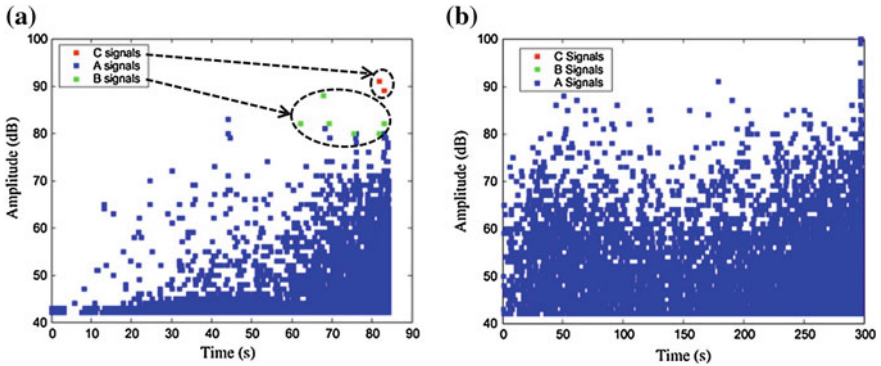 (a)
100
90
80
70
60
50
40
Amplitude (dB)
C signals
A signals
B signals
0 10 20 30 40 50 60 70 80 90
Time (s)
(b)
100
90
80
70
60
50
40
Amplitude (dB)
C Signals
B Signals
A Signals
0 50 100 150 200 250 300
Time (s)